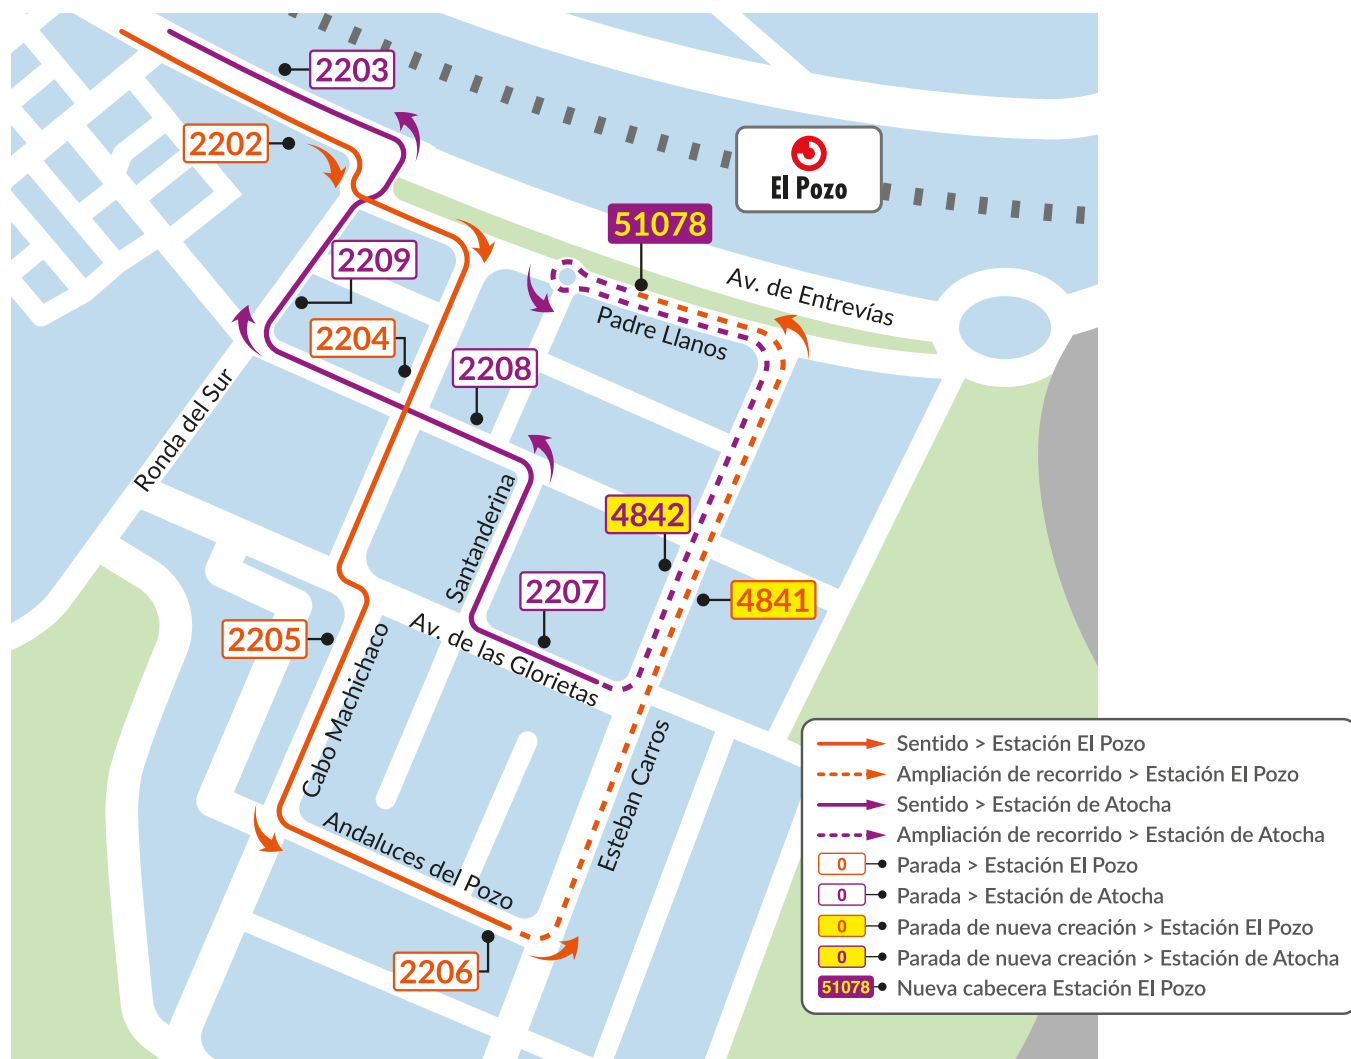 2203
2202
El Pozo
51078
2209
Av. de Entrevías
2204
Padre Llanos
2208
Ronda del Sur
Santanderina
4842
2207
4841
2205
Av. de las Glorietas
Cabo Machichaco
Esteban Carros
Andaluces del Pozo
2206
Sentido > Estación El Pozo
Ampliación de recorrido > Estación El Pozo
Sentido > Estación de Atocha
Ampliación de recorrido > Estación de Atocha
0 Parada > Estación El Pozo
0 Parada > Estación de Atocha
0 Parada de nueva creación > Estación El Pozo
0 Parada de nueva creación > Estación de Atocha
51078 Nueva cabecera Estación El Pozo